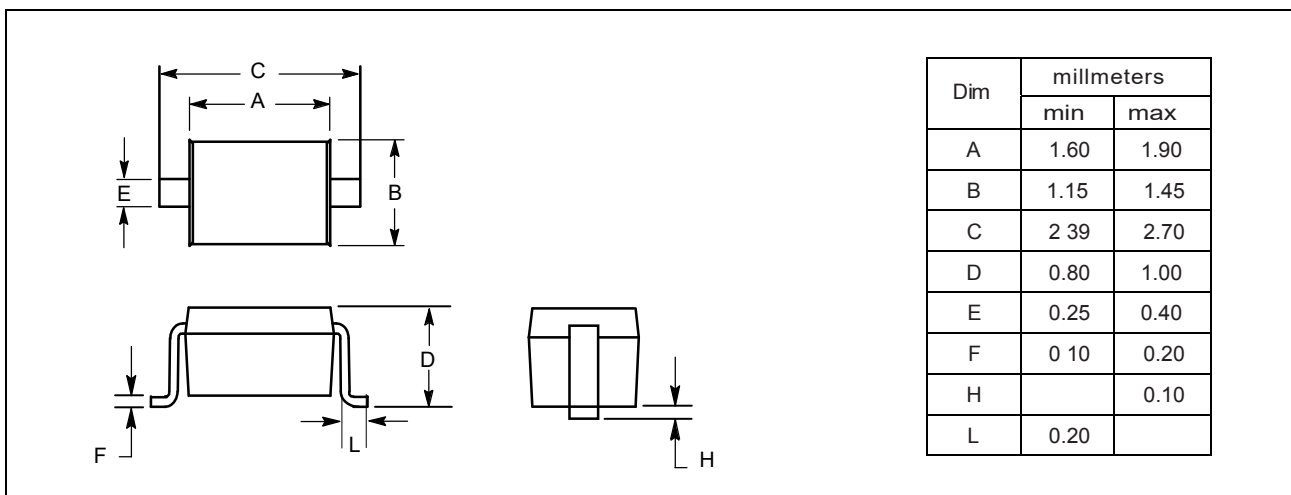 C
A
E
B
D
F
L
H
Dim millmeters
min max
A 1.60 1.90
B 1.15 1.45
C 2 39 2.70
D 0.80 1.00
E 0.25 0.40
F 0 10 0.20
H 0.10
L 0.20